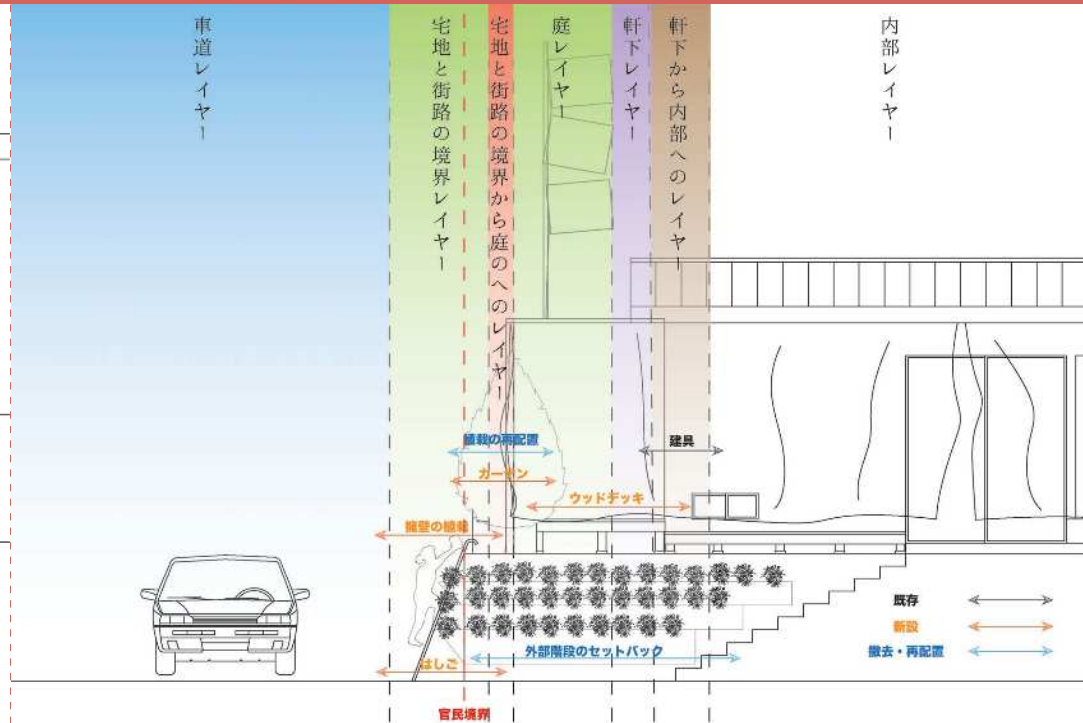 車道レイヤー
宅地と街路の境界レイヤー
宅地と街路の境界から庭のへのレイヤー
庭レイヤー
軒下レイヤー
軒下から内部へのレイヤー
内部レイヤー
植栽の再配置
建具
カーテン
ウッドデッキ
擁壁の植栽
既存
新設
外部階段のセットバック
撤去・再配置
はしご
官民境界